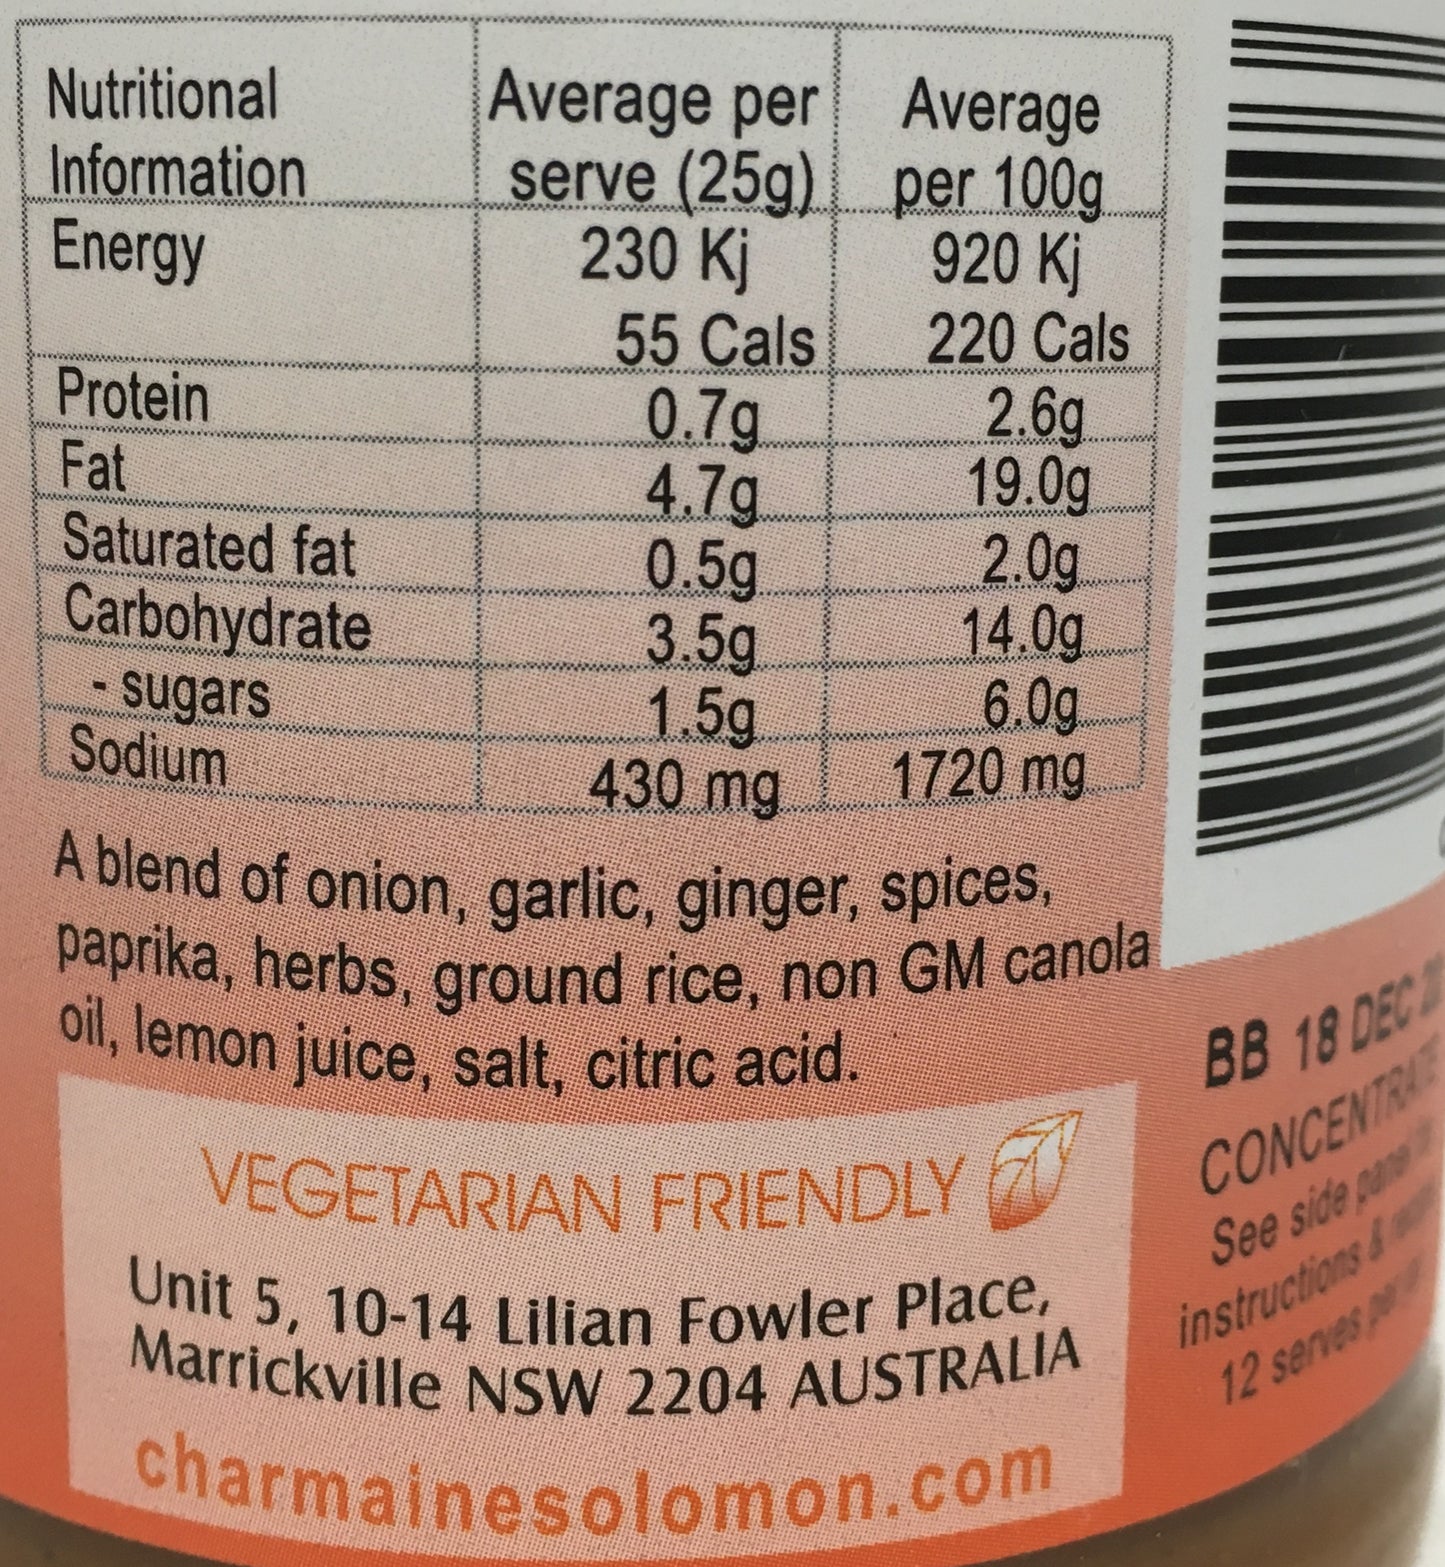 Nutritional Information Average per serve (25g) Average per 100g
Energy 230 Kj 920 Kj
55 Cals 220 Cals
Protein 0.7g 2.6g
Fat 4.7g 19.0g
Saturated fat 0.5g 2.0g
Carbohydrate 3.5g 14.0g
- sugars 1.5g 6.0g
Sodium 430 mg 1720 mg
A blend of onion, garlic, ginger, spices,
paprika, herbs, ground rice, non GM canola
oil, lemon juice, salt, citric acid.
VEGETARIAN FRIENDLY
Unit 5, 10-14 Lilian Fowler Place,
Marrickville NSW 2204 AUSTRALIA
charmainesolomon.com
BB 18 DEC
CONCENTRATE
See side panel
instructions &
12 serves per